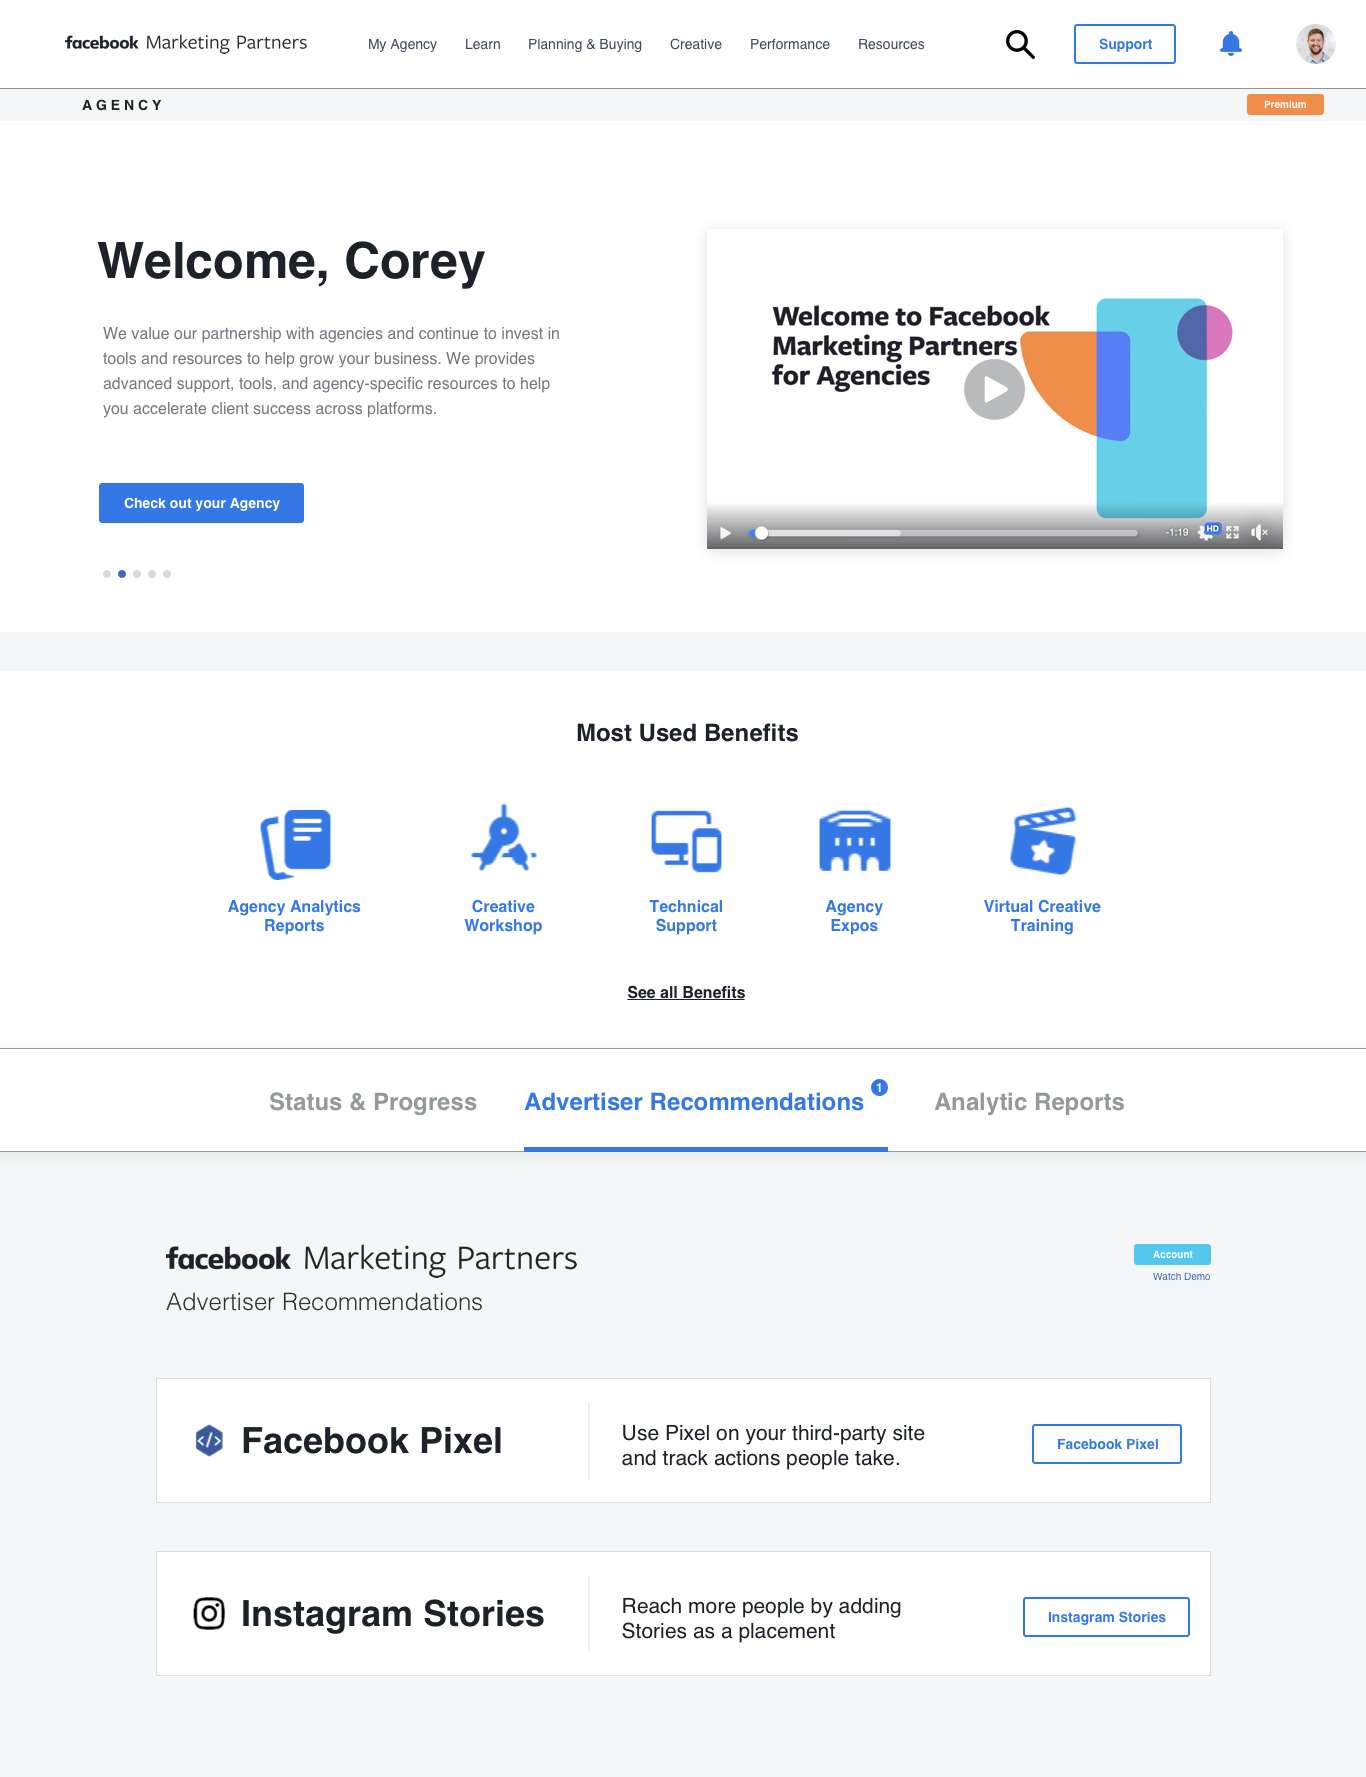 facebook Marketing Partners
My Agency
Learn
Planning & Buying
Creative
Performance
Resources
Support
AGENCY
Premium
Welcome, Corey
We value our partnership with agencies and continue to invest in
tools and resources to help grow your business. We provides
advanced support, tools, and agency-specific resources to help
you accelerate client success across platforms.
Check out your Agency
Welcome to Facebook
Marketing Partners
for Agencies
-1:19
HD
Most Used Benefits
Agency Analytics
Reports
Creative
Workshop
Technical
Support
Agency
Expos
Virtual Creative
Training
See all Benefits
Status & Progress
Advertiser Recommendations
1
Analytic Reports
facebook Marketing Partners
Advertiser Recommendations
Account
Watch Demo
Facebook Pixel
Use Pixel on your third-party site
and track actions people take.
Facebook Pixel
Instagram Stories
Reach more people by adding
Stories as a placement
Instagram Stories